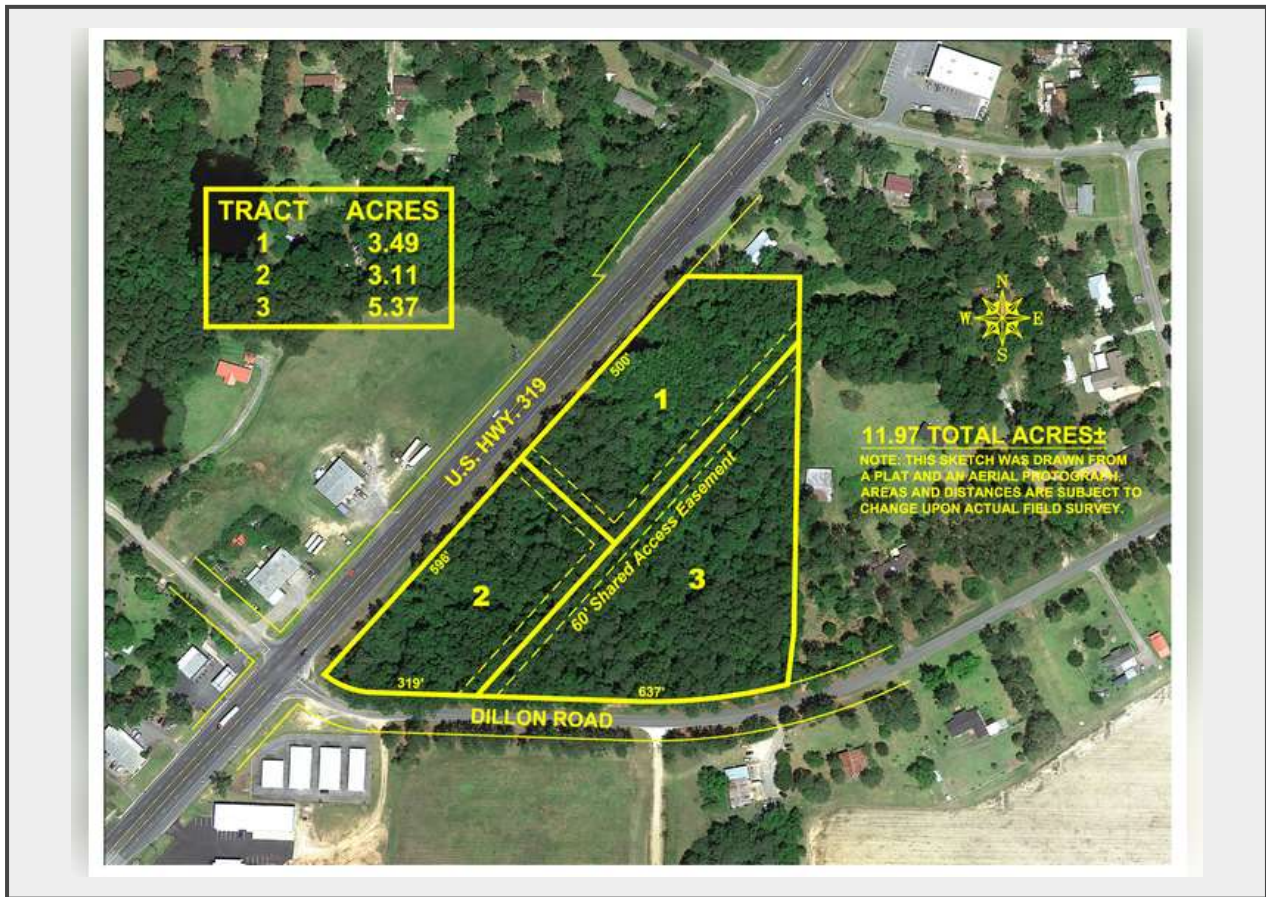 TRACT ACRES
1 3.49
2 3.11
3 5.37
N
W E
S
500'
1
U.S. HWY. 319
11.97 TOTAL ACRES±
NOTE: THIS SKETCH WAS DRAWN FROM
A PLAT AND AN AERIAL PHOTOGRAPH.
AREAS AND DISTANCES ARE SUBJECT TO
CHANGE UPON ACTUAL FIELD SURVEY.
60' Shared Access Easement
596'
2
3
319'
637'
DILLON ROAD